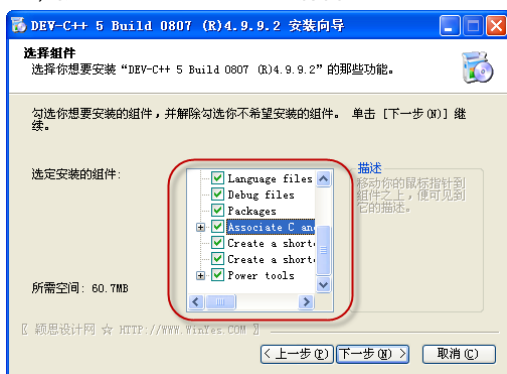 DEV-C++ 5 Build 0807 (R)4.9.9.2 安装向导
选择组件
选择你想要安装“DEV-C++ 5 Build 0807 (R)4.9.9.2”的那些功能。
勾选你想要安装的组件，并解除勾选你不希望安装的组件。 单击 [下一步(N)] 继
续。
选定安装的组件:
Language files
Debug files
Packages
Associate C an
Create a short
Create a short
Power tools
描述
移动你的鼠标指针到
组件之上，便可见到
它的描述。
所需空间: 60.7MB
〖 颖思设计网 ☆ HTTP://WWW.WinYes.COM 〗
< 上一步(P)
下一步(N) >
取消(C)